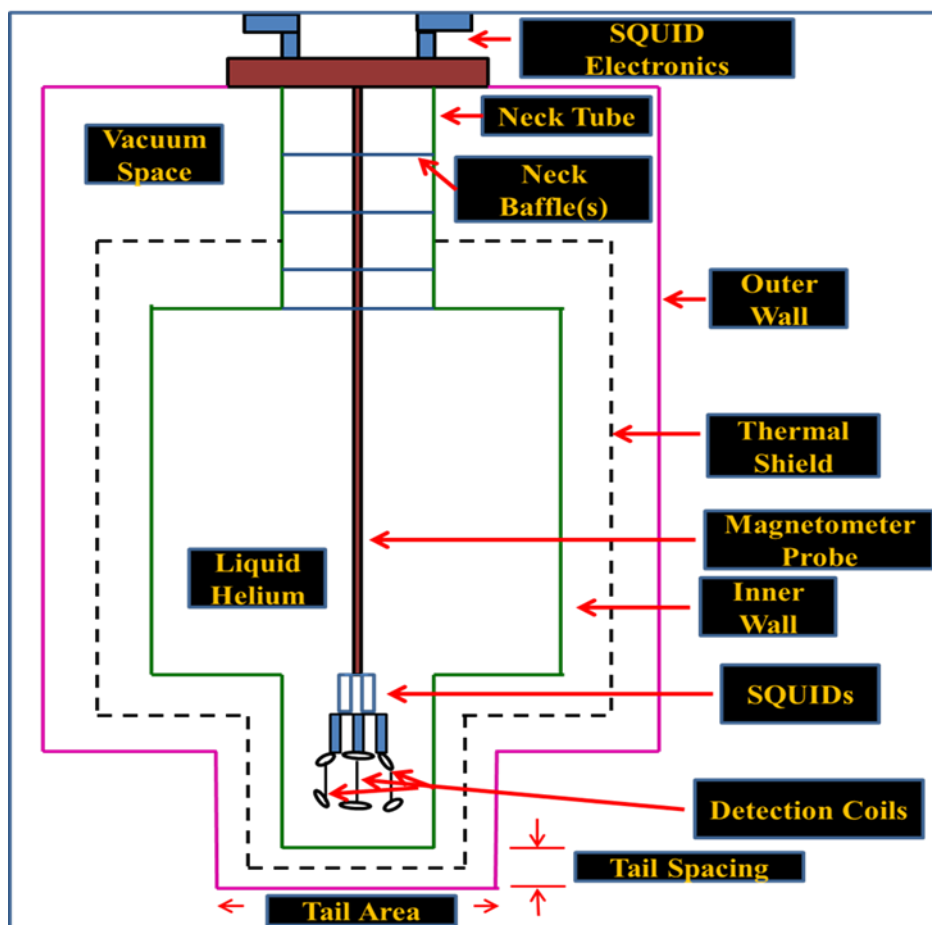 SQUID
Electronics
Neck Tube
Vacuum
Space
Neck
Baffle(s)
Outer
Wall
Thermal
Shield
Magnetometer
Probe
Liquid
Helium
Inner
Wall
SQUIDs
Detection Coils
Tail Spacing
Tail Area